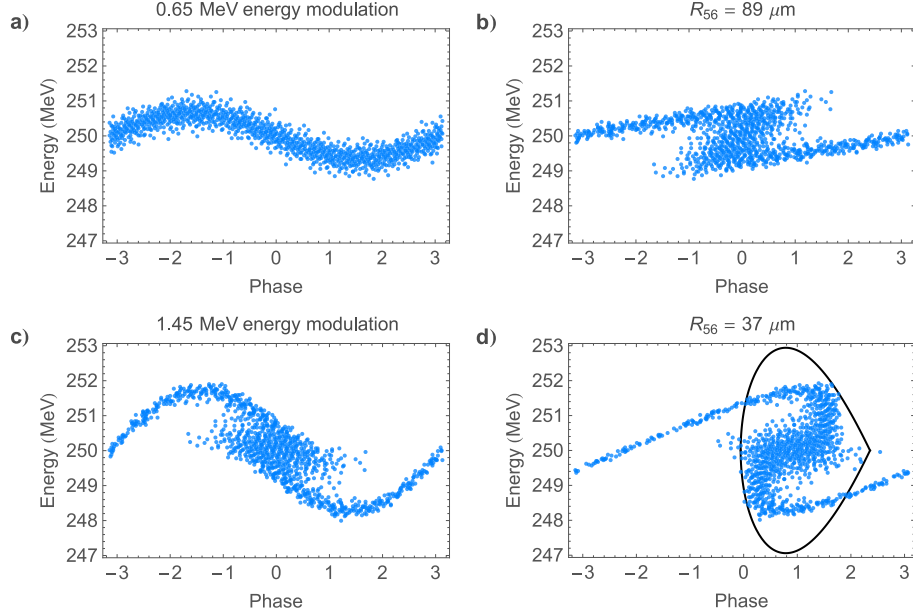 a)
0.65 MeV energy modulation
Energy (MeV)
253
252
251
250
249
248
247
−3 −2 −1 0 1 2 3
Phase
b)
R56 = 89 μm
Energy (MeV)
253
252
251
250
249
248
247
−3 −2 −1 0 1 2 3
Phase
c)
1.45 MeV energy modulation
Energy (MeV)
253
252
251
250
249
248
247
−3 −2 −1 0 1 2 3
Phase
d)
R56 = 37 μm
Energy (MeV)
253
252
251
250
249
248
247
−3 −2 −1 0 1 2 3
Phase